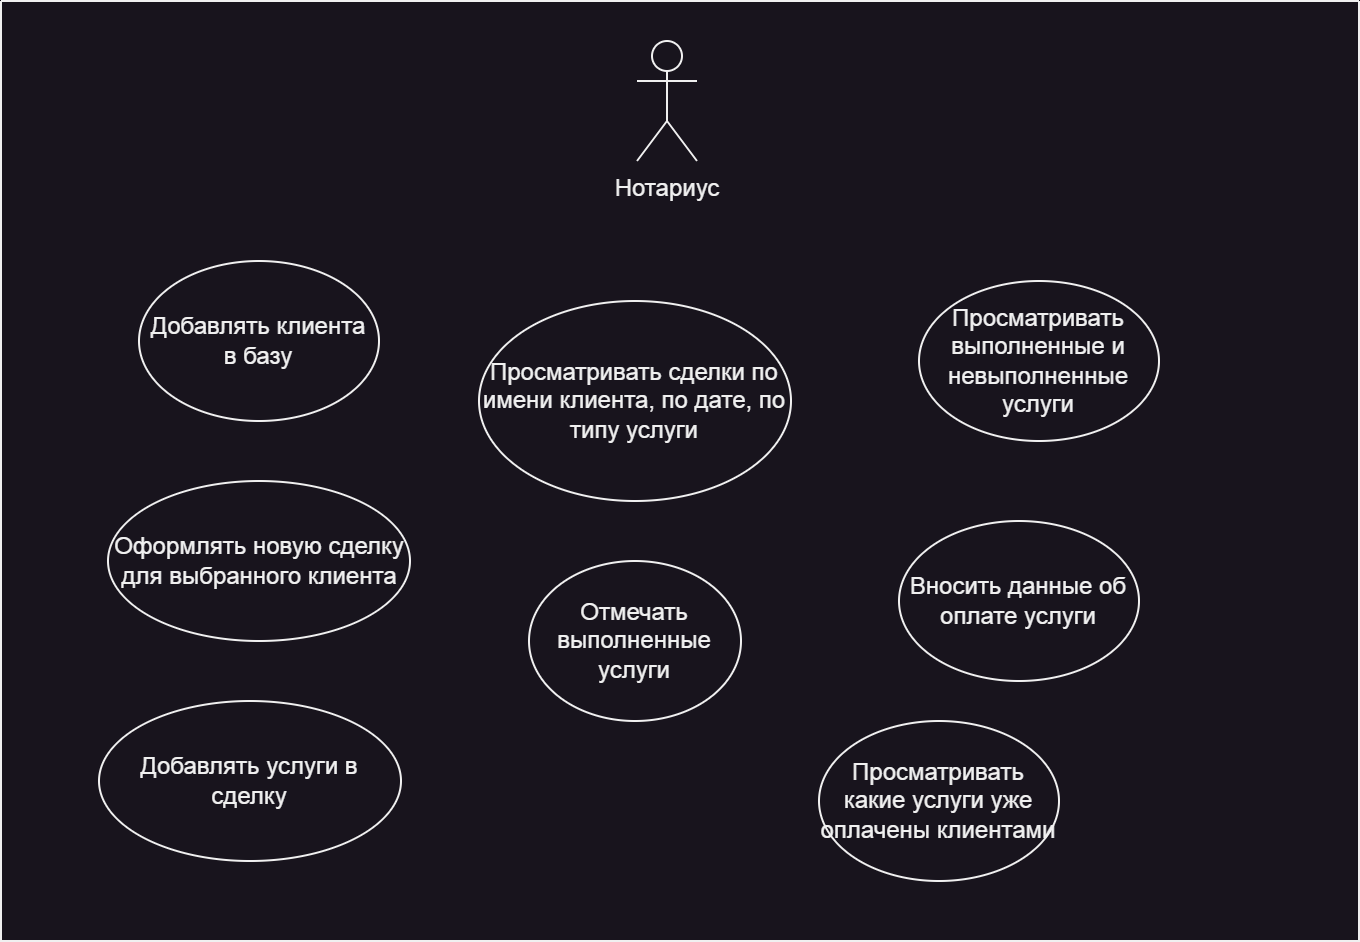 Нотариус
Добавлять клиента
в базу
Просматривать сделки по
имени клиента, по дате, по
типу услуги
Просматривать
выполненные и
невыполненные
услуги
Оформлять новую сделку
для выбранного клиента
Отмечать
выполненные
услуги
Вносить данные об
оплате услуги
Добавлять услуги в
сделку
Просматривать
какие услуги уже
оплачены клиентами